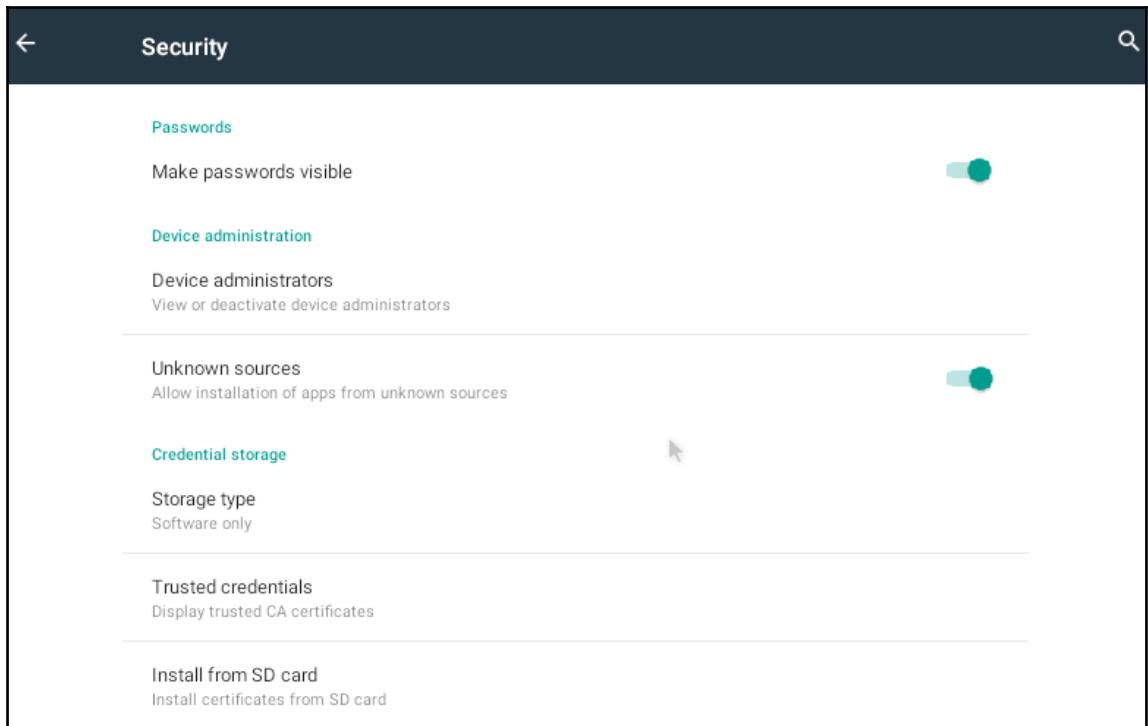 Security
Passwords
Make passwords visible
Device administration
Device administrators
View or deactivate device administrators
Unknown sources
Allow installation of apps from unknown sources
Credential storage
Storage type
Software only
Trusted credentials
Display trusted CA certificates
Install from SD card
Install certificates from SD card